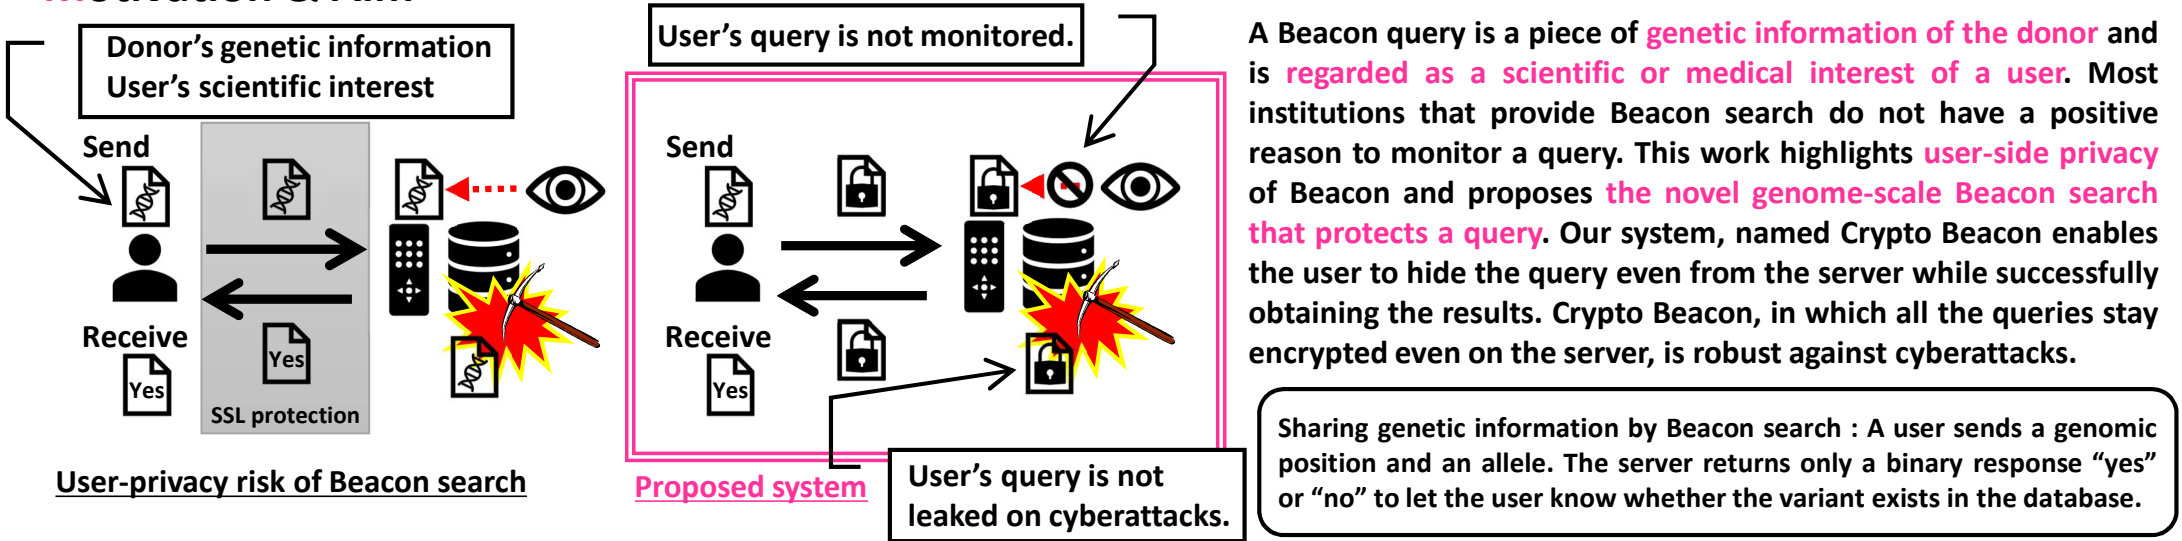 Donor's genetic information
User's scientific interest
Send
Yes
SSL protection
Receive
Yes
User-privacy risk of Beacon search
User's query is not monitored.
Send
Receive
Yes
Proposed system
User's query is not
leaked on cyberattacks.
A Beacon query is a piece of genetic information of the donor and
is regarded as a scientific or medical interest of a user. Most
institutions that provide Beacon search do not have a positive
reason to monitor a query. This work highlights user-side privacy
of Beacon and proposes the novel genome-scale Beacon search
that protects a query. Our system, named Crypto Beacon enables
the user to hide the query even from the server while successfully
obtaining the results. Crypto Beacon, in which all the queries stay
encrypted even on the server, is robust against cyberattacks.
Sharing genetic information by Beacon search : A user sends a genomic
position and an allele. The server returns only a binary response “yes”
or “no” to let the user know whether the variant exists in the database.